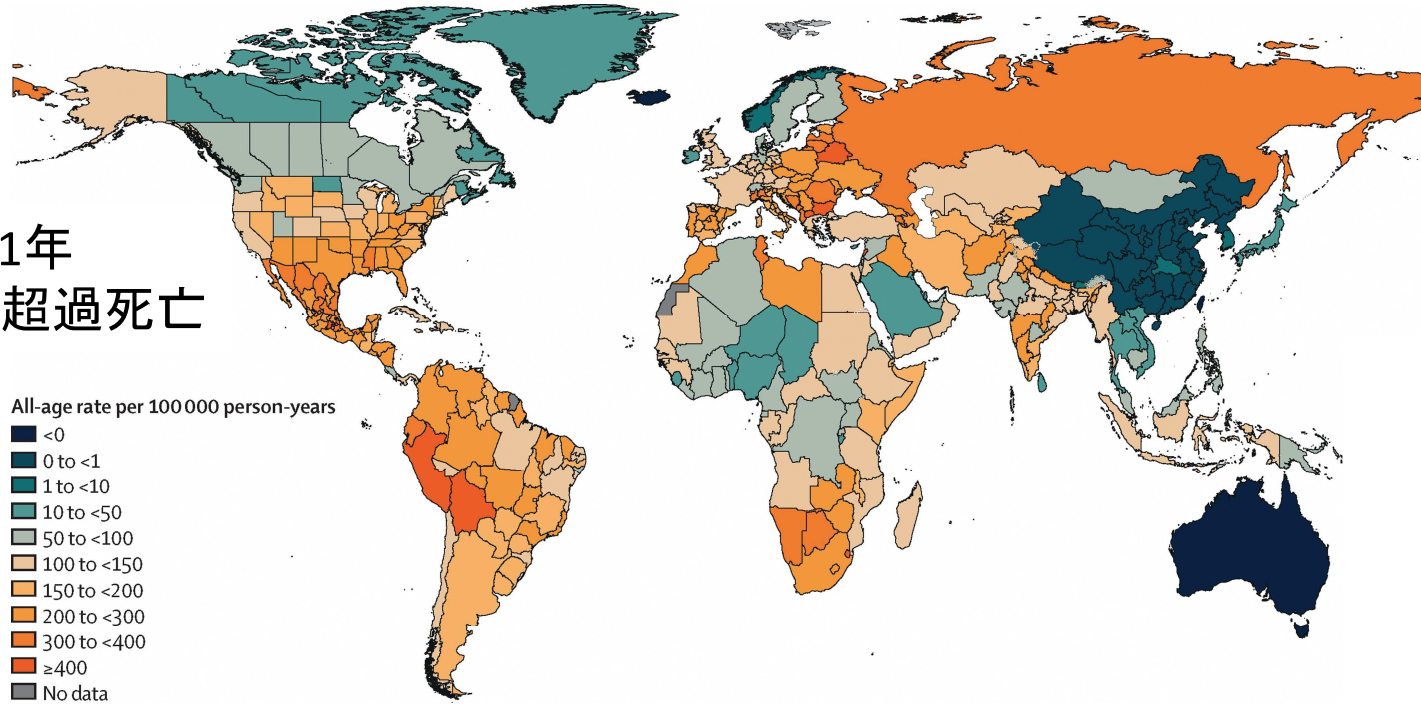 1年
超過死亡
All-age rate per 100 000 person-years
<0
0 to <1
1 to <10
10 to <50
50 to <100
100 to <150
150 to <200
200 to <300
300 to <400
≥400
No data